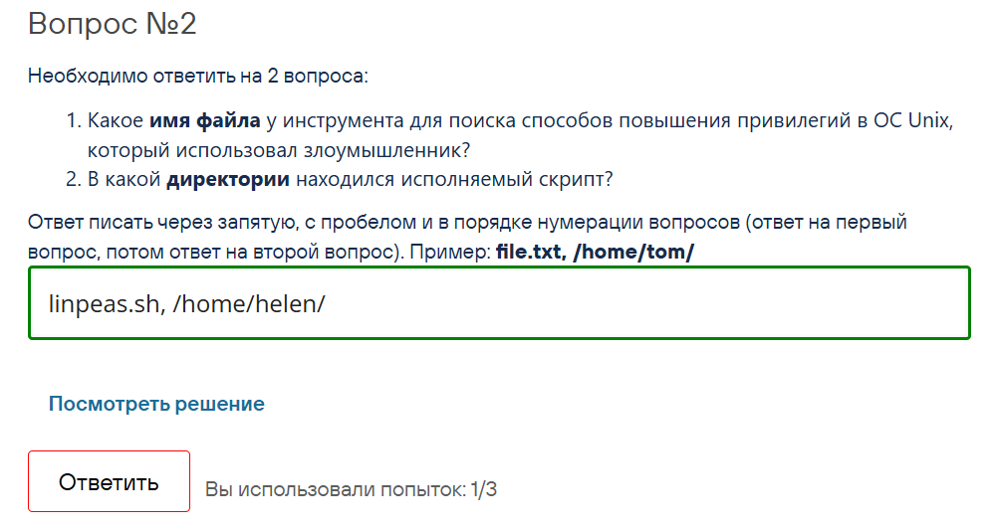 Вопрос №2
Необходимо ответить на 2 вопроса:
1. Какое имя файла у инструмента для поиска способов повышения привилегий в ОС Unix,
который использовал злоумышленник?
2. В какой директории находился исполняемый скрипт?
Ответ писать через запятую, с пробелом и в порядке нумерации вопросов (ответ на первый
вопрос, потом ответ на второй вопрос). Пример: file.txt, /home/tom/
linpeas.sh, /home/helen/
Посмотреть решение
Ответить
Вы использовали попыток: 1/3